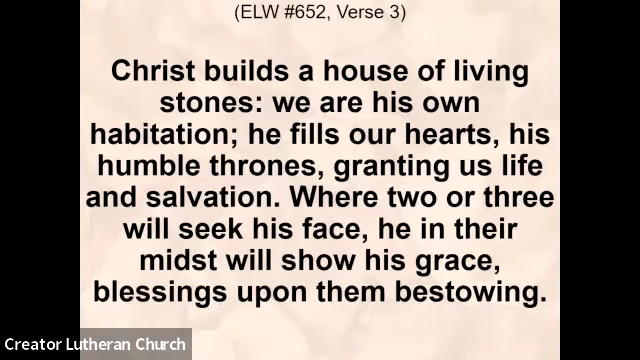 (ELW #652, Verse 3)
Christ builds a house of living
stones: we are his own
habitation; he fills our hearts, his
humble thrones, granting us life
and salvation. Where two or three
will seek his face, he in their
midst will show his grace,
blessings upon them bestowing.
Creator Lutheran Church